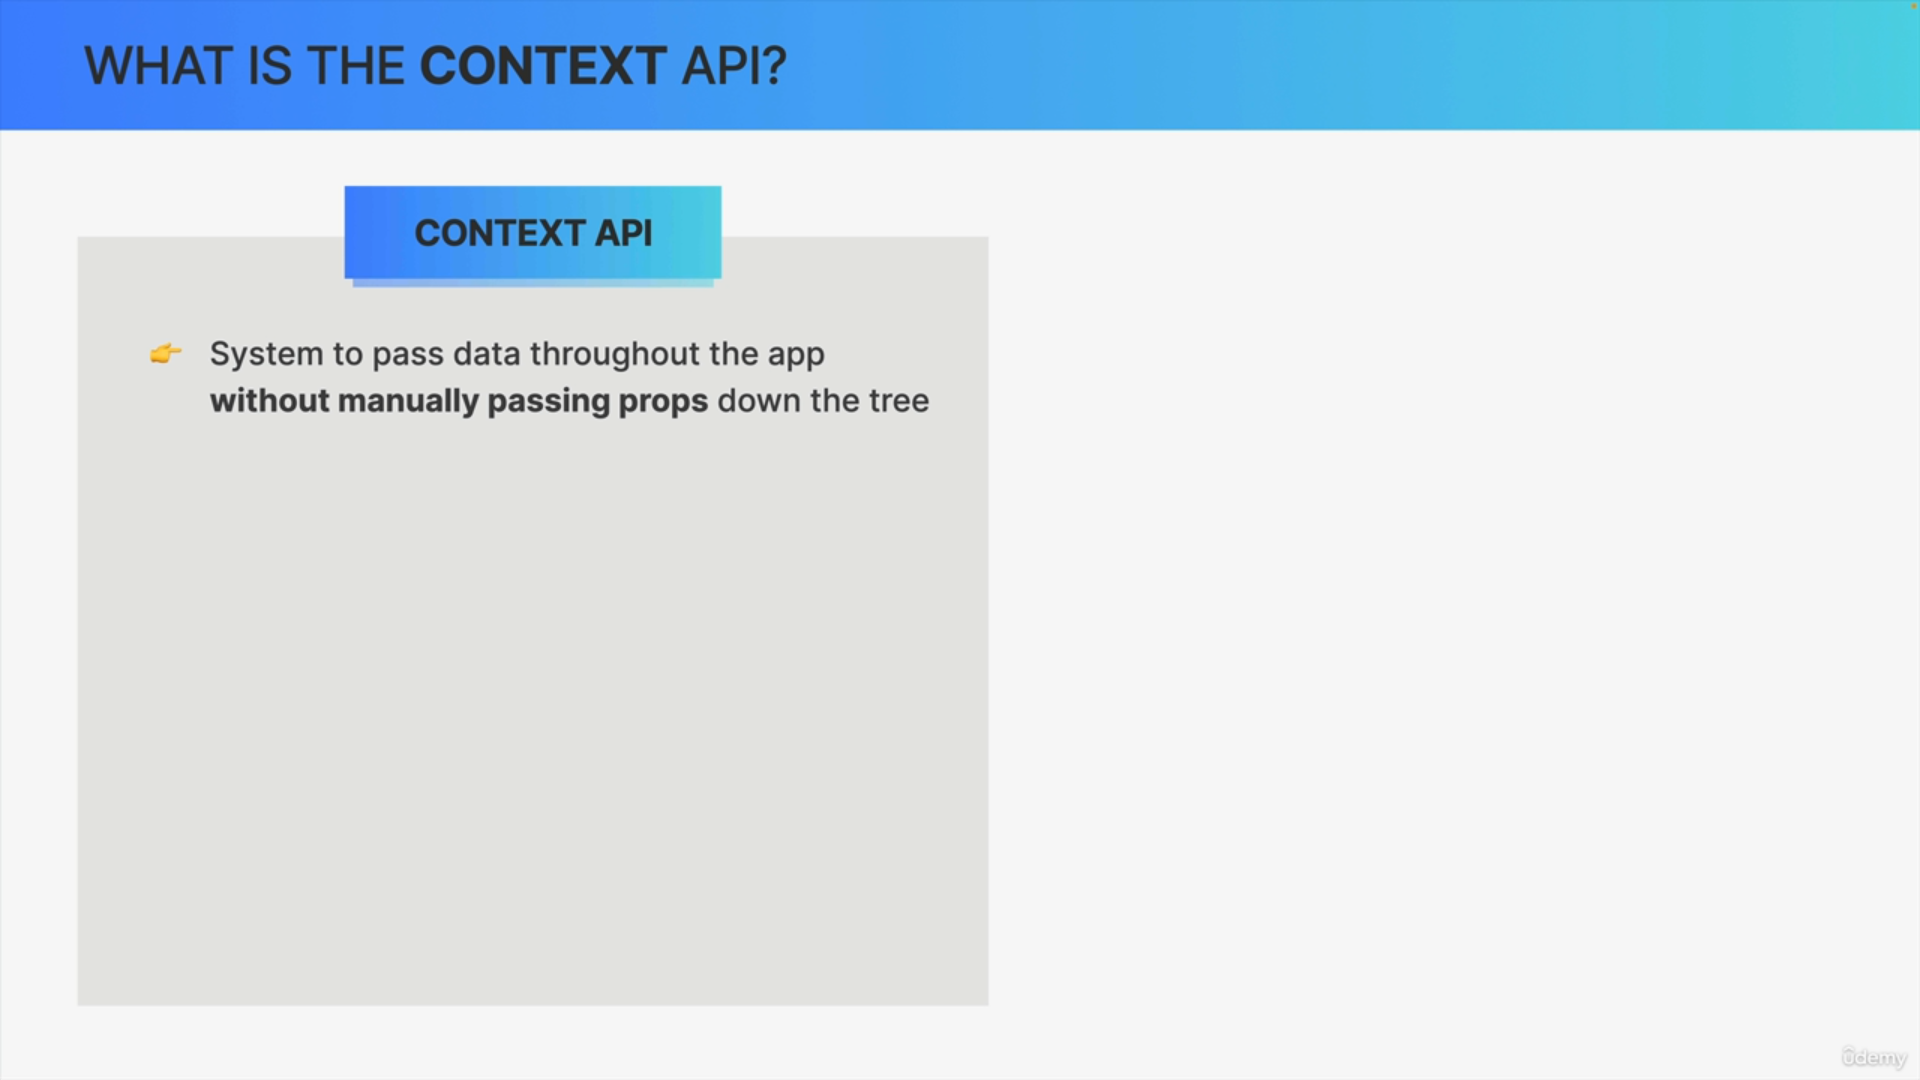 WHAT IS THE CONTEXT API?
CONTEXT API
👉 System to pass data throughout the app
without manually passing props down the tree
ûdemy